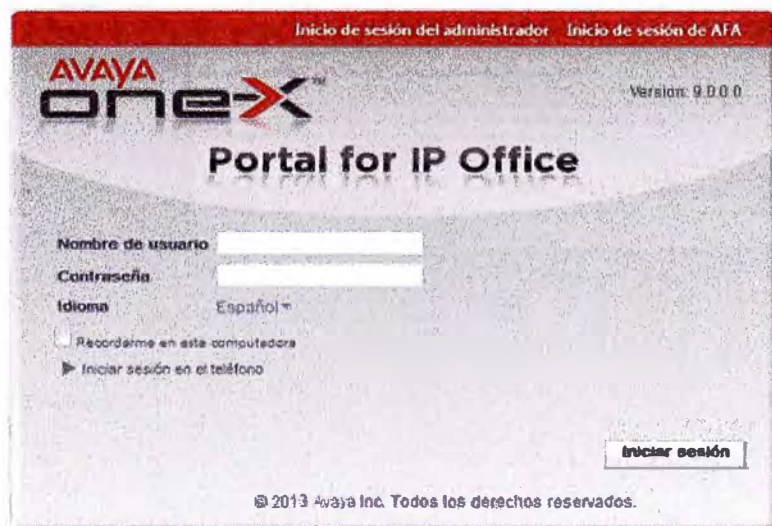 Inicio de sesión del administrador Inicio de sesión de AFA
AVAYA
one-X™
Version: 9.0.0.0
Portal for IP Office
Nombre de usuario
Contraseña
Idioma Español
Recordarme en esta computadora
Iniciar sesión en el teléfono
Iniciar sesión
© 2013 Avaya Inc. Todos los derechos reservados.